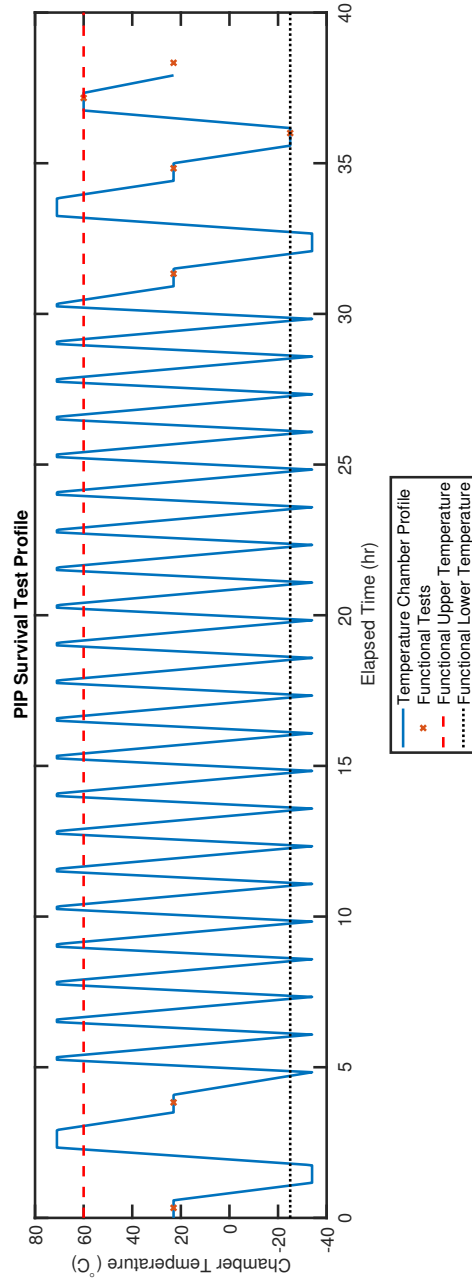 PIP Survival Test Profile
80
60
40
20
0
-20
-40
Chamber Temperature (°C)
0
5
10
15
20
25
30
35
40
Elapsed Time (hr)
Temperature Chamber Profile
Functional Tests
Functional Upper Temperature
Functional Lower Temperature